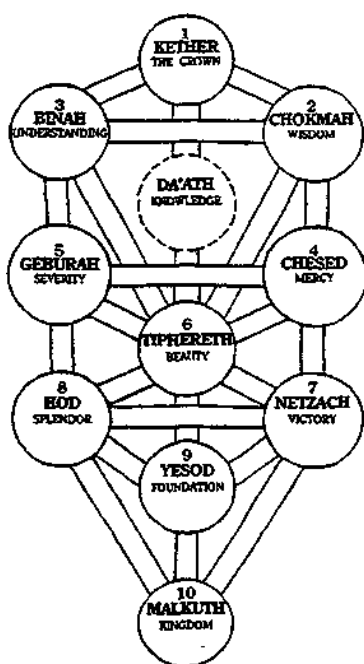 1
KETHER
THE CROWN
3
BINAH
UNDERSTANDING
2
CHOKMAH
WISDOM
DA'ATH
KNOWLEDGE
5
GEBURAH
SEVERITY
4
CHESED
MERCY
6
TIPHERETH
BEAUTY
8
HOD
SPLENDOR
7
NETZACH
VICTORY
9
YESOD
FOUNDATION
10
MALKUTH
KINGDOM